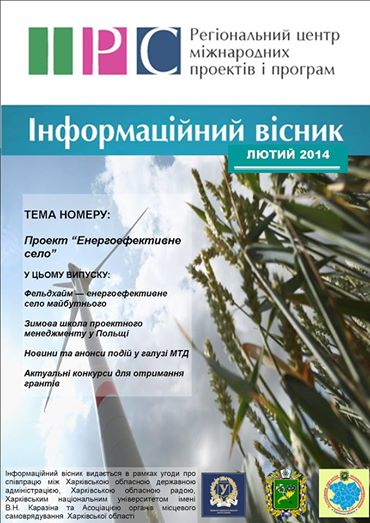 ПРС
Регіональний центр
міжнародних
проектів і програм
Інформаційний вісник
ЛЮТИЙ 2014
ТЕМА НОМЕРУ:
Проект “Енергоефективне
село”
У ЦЬОМУ ВИПУСКУ:
Фельдхайм — енергоефективне
село майбутнього
Зимова школа проектного
менеджменту у Польщі
Новини та анонси подій у галузі МТД
Актуальні конкурси для отримання
грантів
Інформаційний вісник видається в рамках угоди про
співпрацю між Харківською обласною державною
адміністрацією, Харківською обласною радою,
Харківським національним університетом імені
В.Н. Каразіна та Асоціацією органів місцевого
самоврядування Харківської області